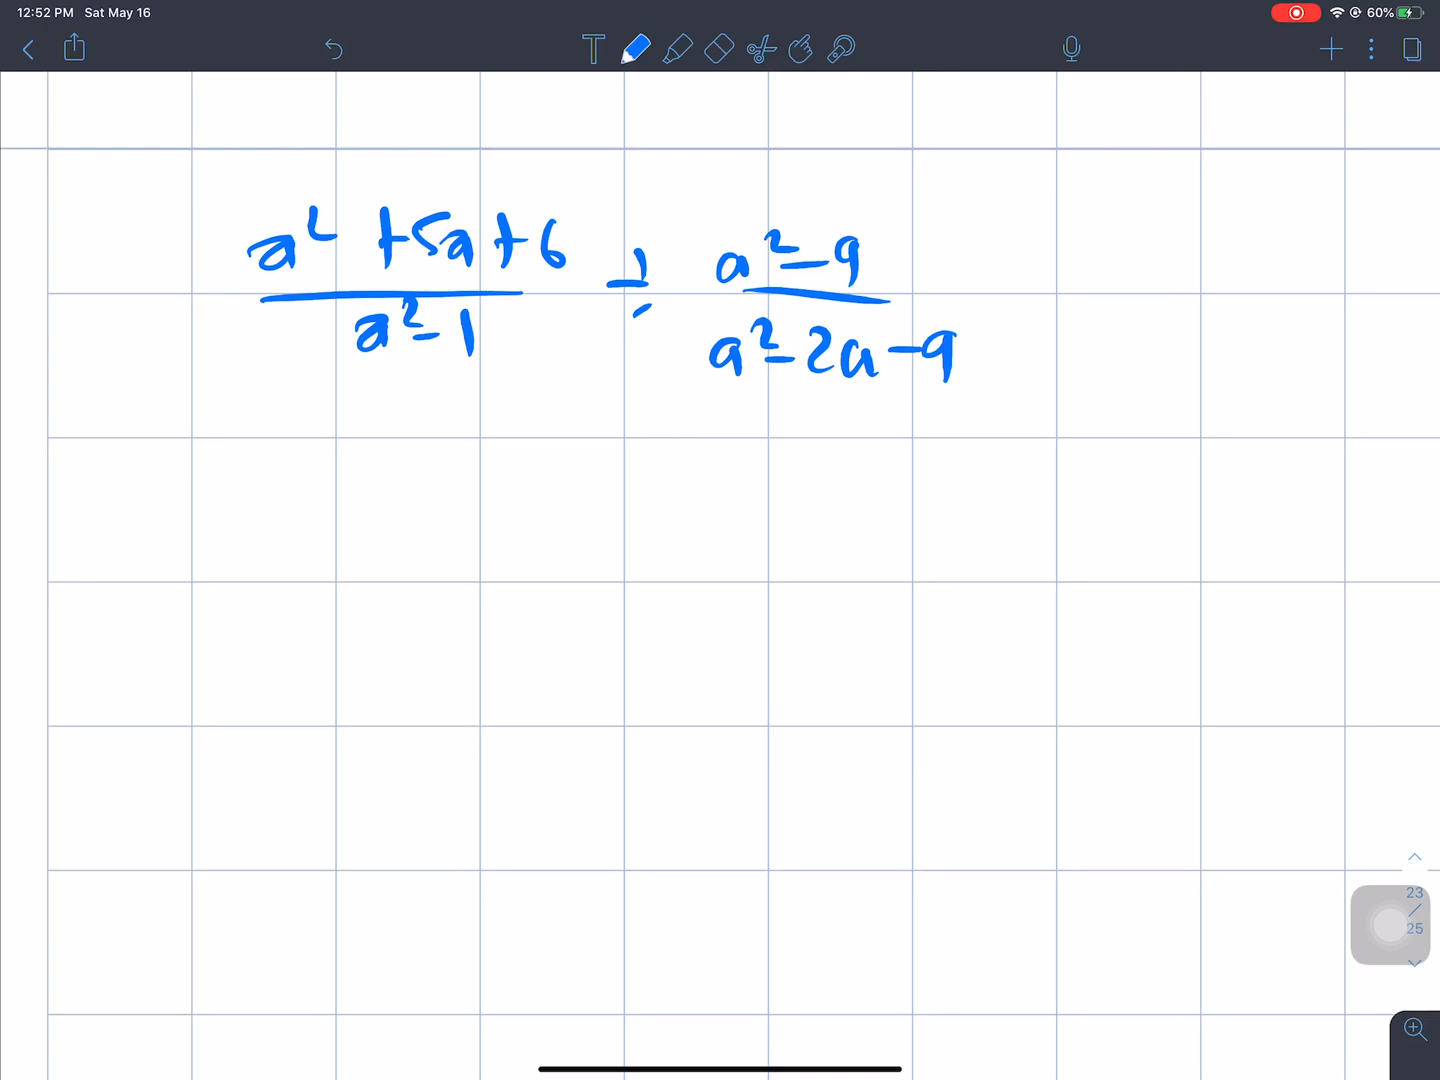 12:52 PM Sat May 16 60%
T
a² + 5a + 6 ÷ a² - 9
a² - 1 a² - 2a - 9
23
25